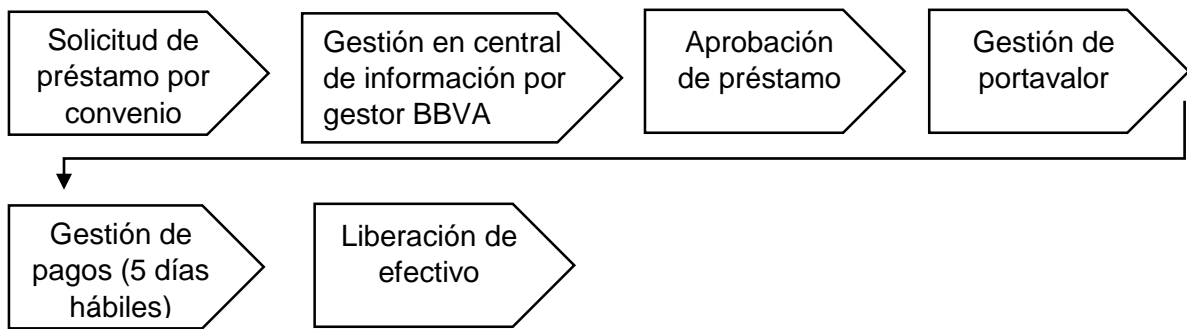 Solicitud de
préstamo por
convenio
Gestión en central
de información por
gestor BBVA
Aprobación
de préstamo
Gestión de
portavalor
Gestión de
pagos (5 días
hábiles)
Liberación de
efectivo